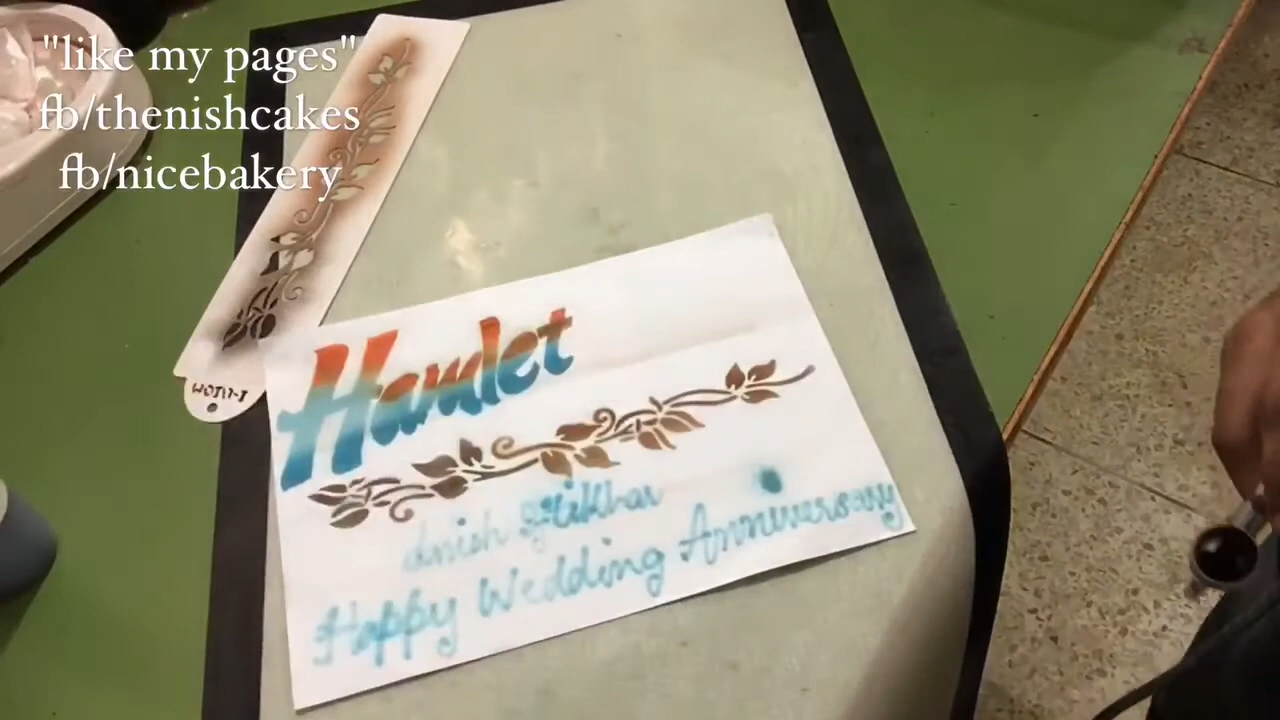 "like my pages"
fb/thenishcakes
fb/nicebakery
Hamlet
Happy Wedding Anniversary